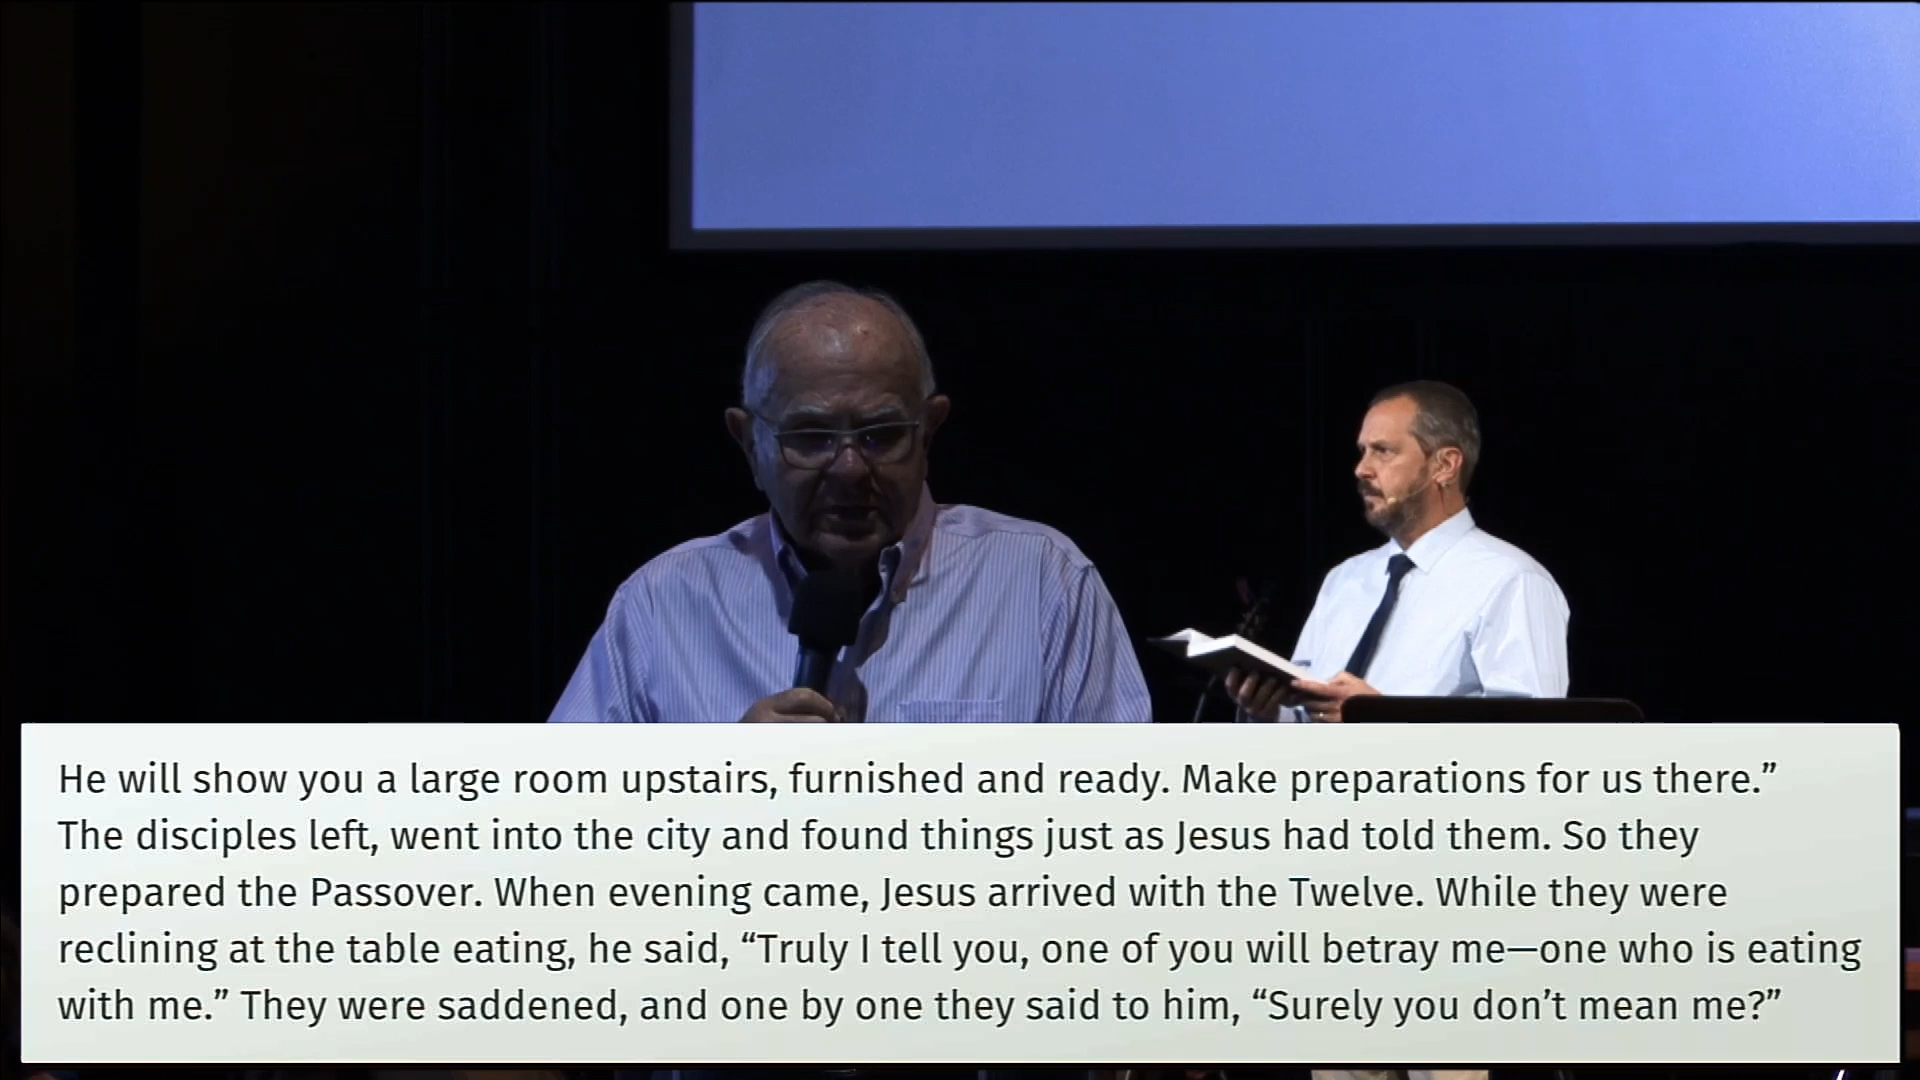 He will show you a large room upstairs, furnished and ready. Make preparations for us there.”
The disciples left, went into the city and found things just as Jesus had told them. So they
prepared the Passover. When evening came, Jesus arrived with the Twelve. While they were
reclining at the table eating, he said, “Truly I tell you, one of you will betray me—one who is eating
with me.” They were saddened, and one by one they said to him, “Surely you don’t mean me?”